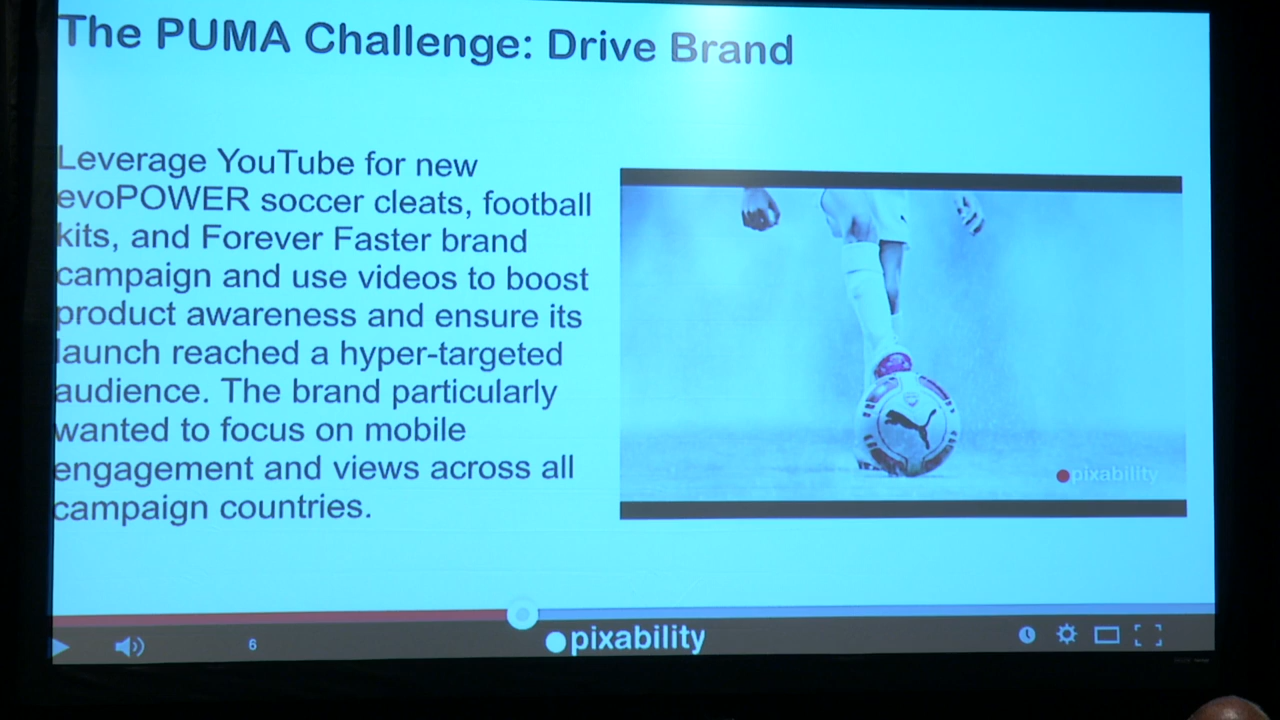 The PUMA Challenge: Drive Brand
Leverage YouTube for new
evoPOWER soccer cleats, football
kits, and Forever Faster brand
campaign and use videos to boost
product awareness and ensure its
launch reached a hyper-targeted
audience. The brand particularly
wanted to focus on mobile
engagement and views across all
campaign countries.
pixability
6
pixability